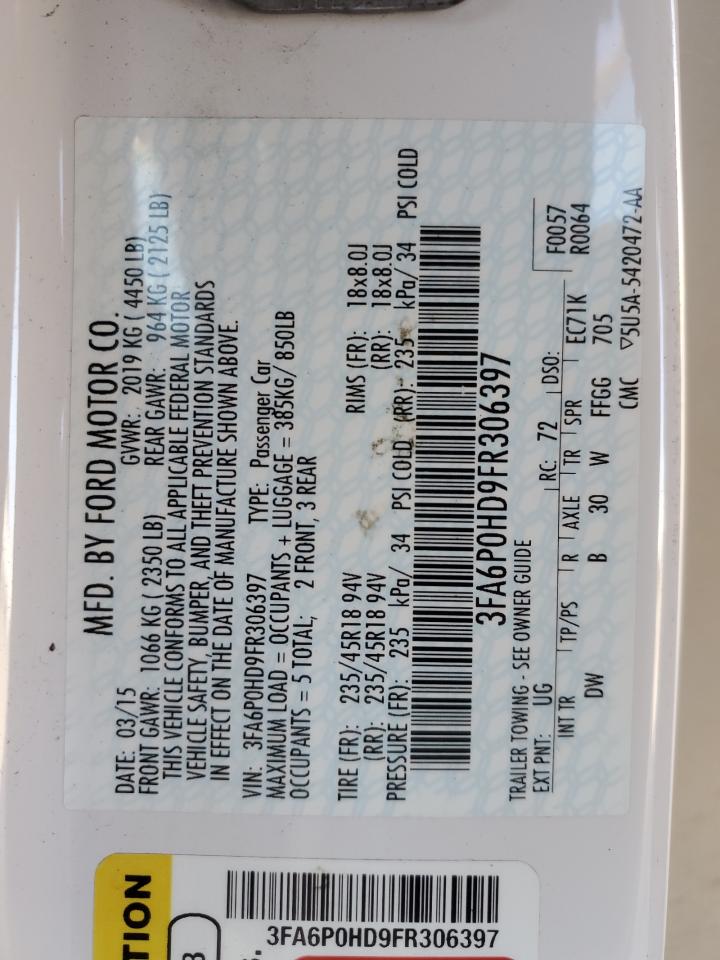 MFD. BY FORD MOTOR CO.
DATE: 03/15 GVWR: 2019 KG ( 4450 LB)
FRONT GAWR: 1066 KG ( 2350 LB) REAR GAWR: 964 KG ( 2125 LB)
THIS VEHICLE CONFORMS TO ALL APPLICABLE FEDERAL MOTOR
VEHICLE SAFETY, BUMPER, AND THEFT PREVENTION STANDARDS
IN EFFECT ON THE DATE OF MANUFACTURE SHOWN ABOVE.
VIN: 3FA6P0HD9FR306397 TYPE: Passenger Car
MAXIMUM LOAD = OCCUPANTS + LUGGAGE = 385KG/ 850LB
OCCUPANTS = 5 TOTAL; 2 FRONT, 3 REAR
TIRE (FR): 235/45R18 94V RIMS (FR): 18x8.0J
(RR): 235/45R18 94V (RR): 18x8.0J
PRESSURE (FR): 235 kPa/ 34 PSI COLD (RR): 235 kPa/ 34 PSI COLD
3FA6P0HD9FR306397
TRAILER TOWING - SEE OWNER GUIDE
EXT PNT: UG RC: 72 DSO: F0057
R0064
INT TR TP/PS R AXLE TR SPR EC71K
DW B 30 W FFGG 705
CMC ▽5U5A-5420472-AA
TION
3FA6P0HD9FR306397